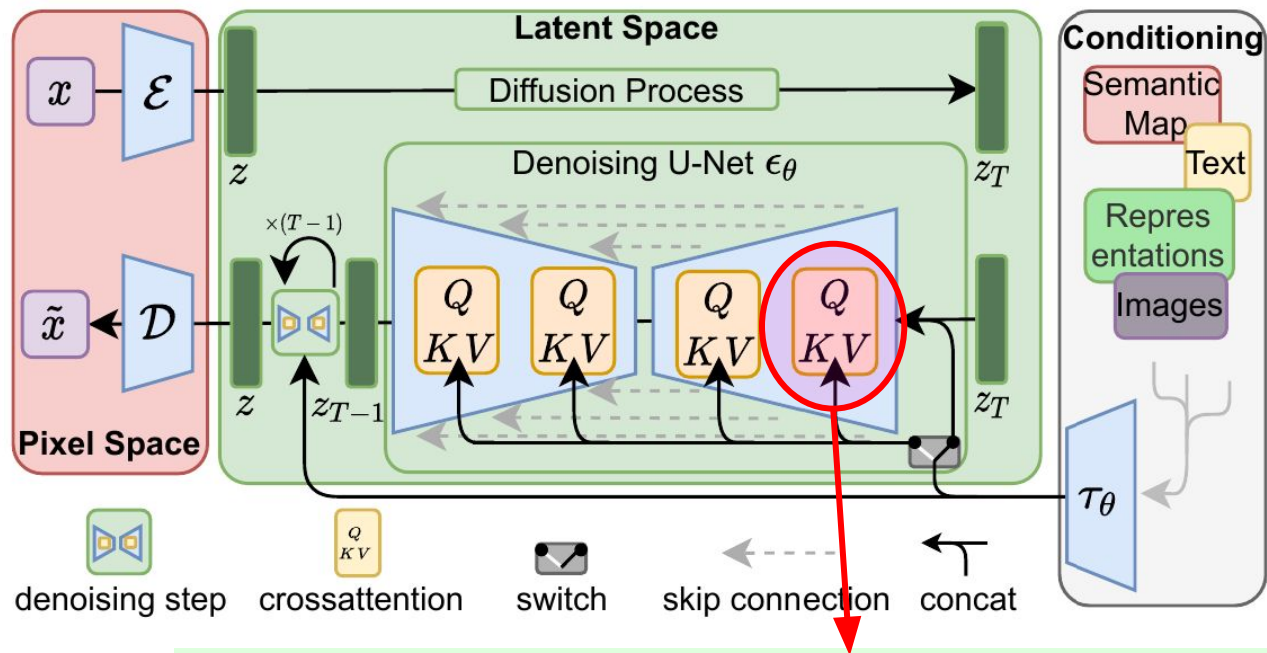 Latent Space
Conditioning
x
ℰ
Diffusion Process
z
z_T
Semantic
Map
Text
Repres
entations
Images
Denoising U-Net ϵ_θ
×(T − 1)
x̃
𝒟
z
z_{T−1}
Q
K V
Q
K V
Q
K V
Q
K V
z_T
Pixel Space
τ_θ
Q
K V
denoising step
crossattention
switch
skip connection
concat